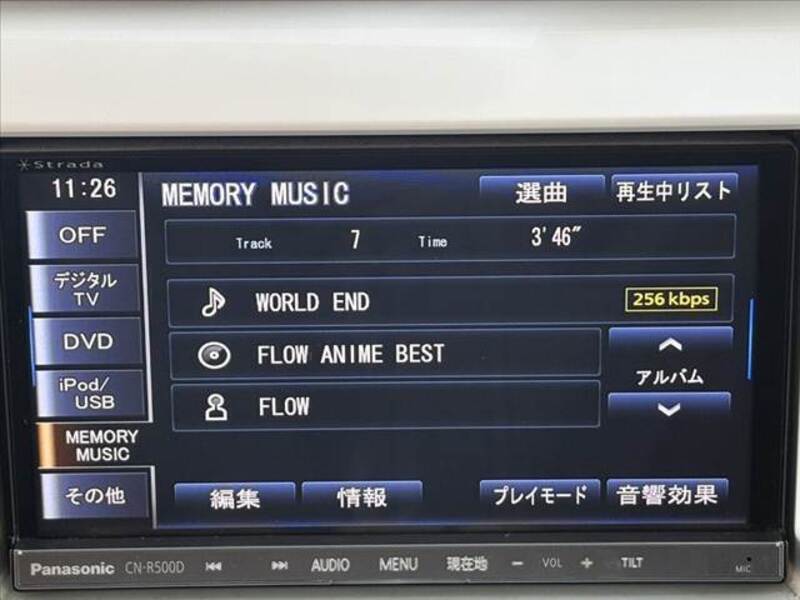 Strada
11:26
MEMORY MUSIC
選曲
再生中リスト
OFF
Track 7 Time 3'46"
デジタル
TV
WORLD END
256 kbps
DVD
FLOW ANIME BEST
アルバム
iPod/
USB
FLOW
MEMORY
MUSIC
その他
編集
情報
プレイモード
音響効果
Panasonic CN-R500D AUDIO MENU 現在地 − VOL + TILT MIC